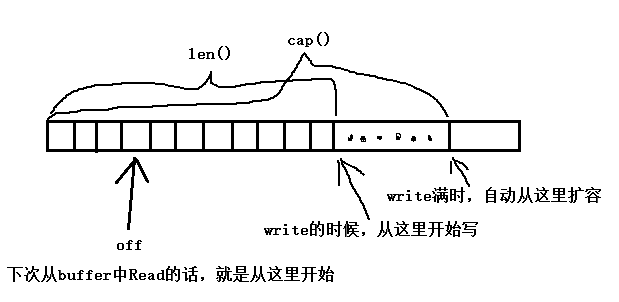 cap()
len()
write满时，自动从这里扩容
write的时候，从这里开始写
off
下次从buffer中Read的话，就是从这里开始